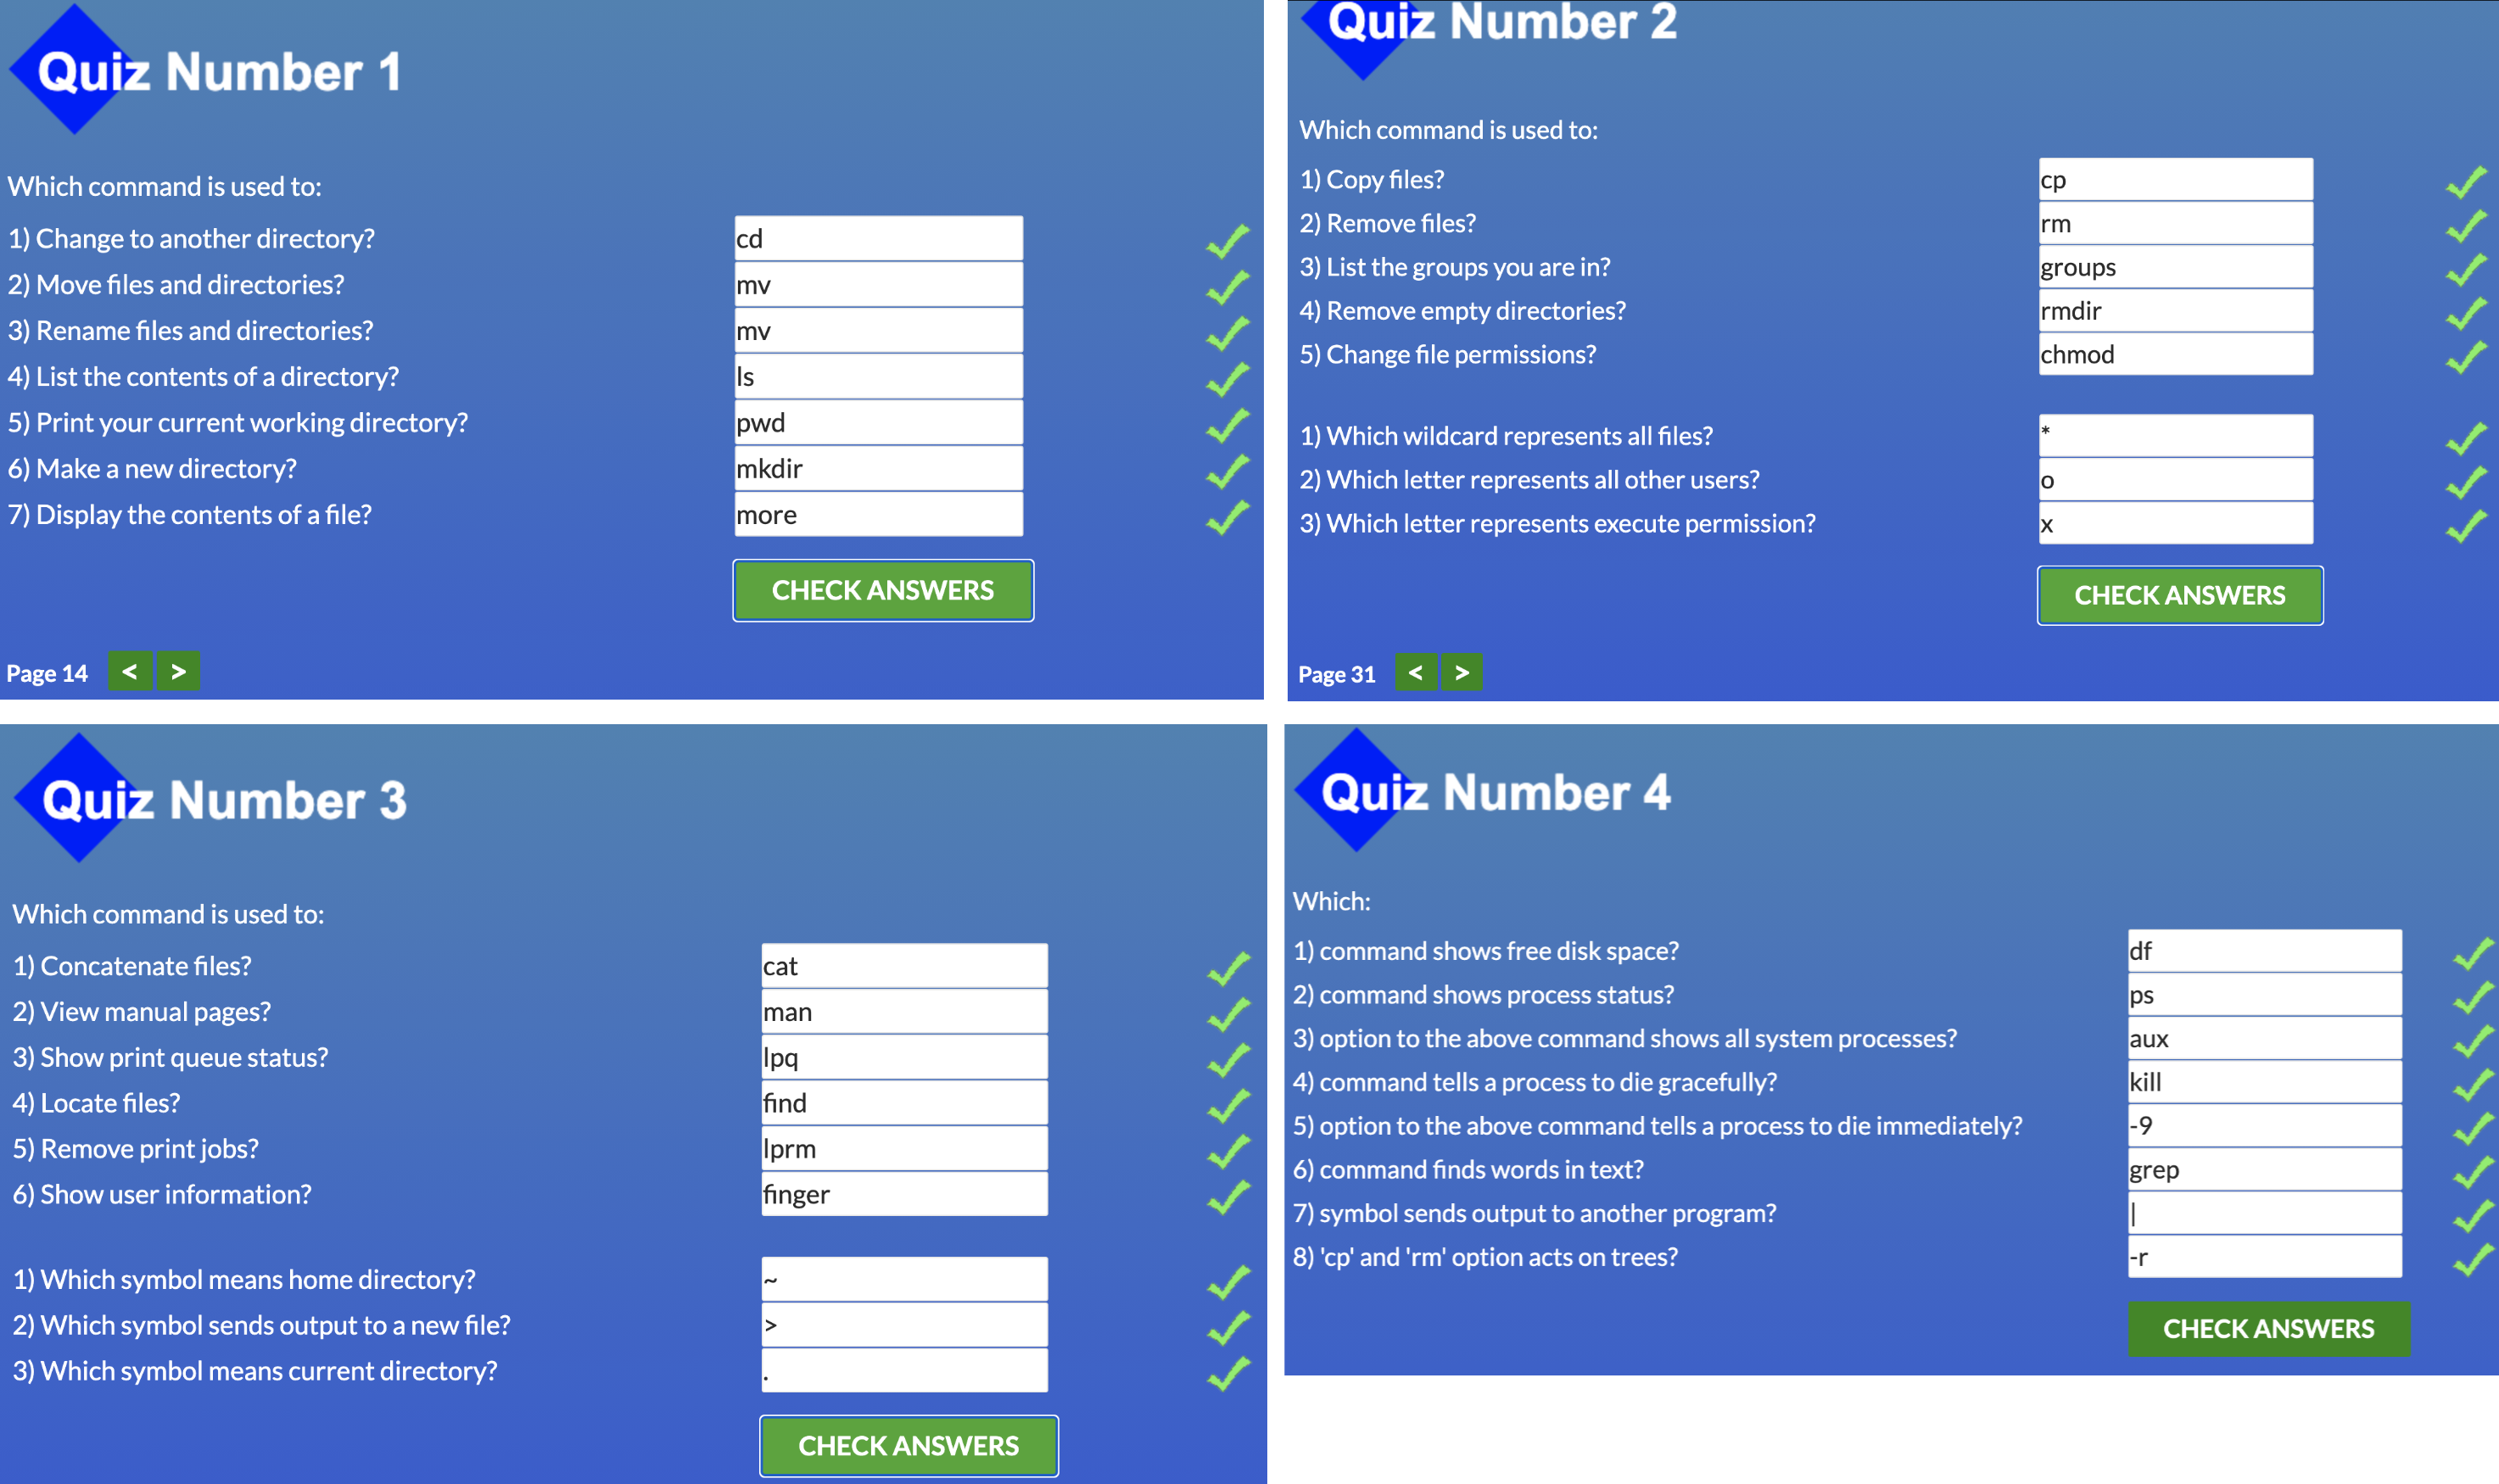 Quiz Number 1
Which command is used to:
1) Change to another directory? cd
2) Move files and directories? mv
3) Rename files and directories? mv
4) List the contents of a directory? ls
5) Print your current working directory? pwd
6) Make a new directory? mkdir
7) Display the contents of a file? more
CHECK ANSWERS
Page 14 < >
Quiz Number 2
Which command is used to:
1) Copy files? cp
2) Remove files? rm
3) List the groups you are in? groups
4) Remove empty directories? rmdir
5) Change file permissions? chmod
1) Which wildcard represents all files? *
2) Which letter represents all other users? o
3) Which letter represents execute permission? x
CHECK ANSWERS
Page 31 < >
Quiz Number 3
Which command is used to:
1) Concatenate files? cat
2) View manual pages? man
3) Show print queue status? lpq
4) Locate files? find
5) Remove print jobs? lprm
6) Show user information? finger
1) Which symbol means home directory? ~
2) Which symbol sends output to a new file? >
3) Which symbol means current directory? .
CHECK ANSWERS
Quiz Number 4
Which:
1) command shows free disk space? df
2) command shows process status? ps
3) option to the above command shows all system processes? aux
4) command tells a process to die gracefully? kill
5) option to the above command tells a process to die immediately? -9
6) command finds words in text? grep
7) symbol sends output to another program? |
8) 'cp' and 'rm' option acts on trees? -r
CHECK ANSWERS